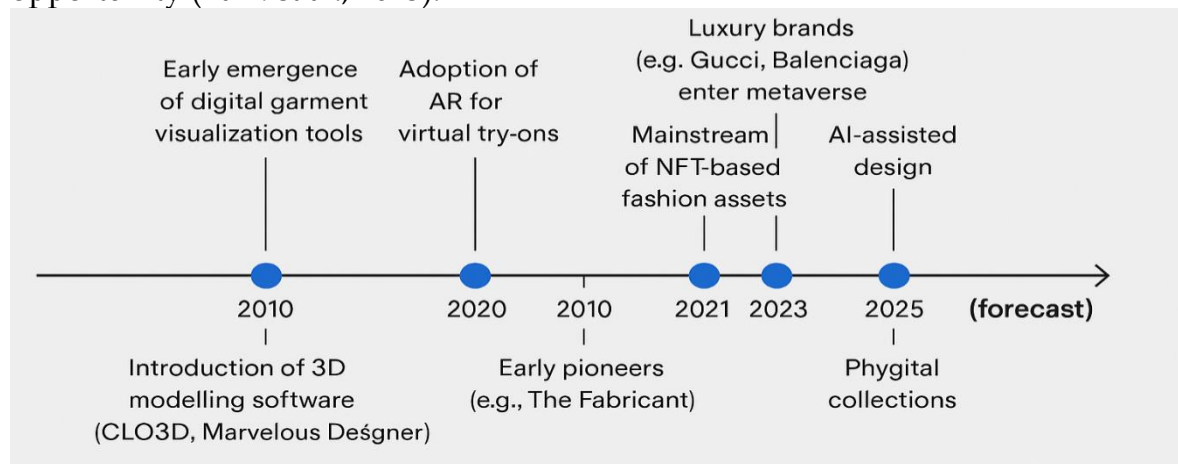 Luxury brands
(e.g. Gucci, Balenciaga)
enter metaverse
Early emergence
of digital garment
visualization tools
Adoption of
AR for
virtual try-ons
Mainstream
of NFT-based
fashion assets
AI-assisted
design
2010
2020
2010
2021
2023
2025
(forecast)
Introduction of 3D
modelling software
(CLO3D, Marvelous Deśgner)
Early pioneers
(e.g., The Fabricant)
Phygital
collections